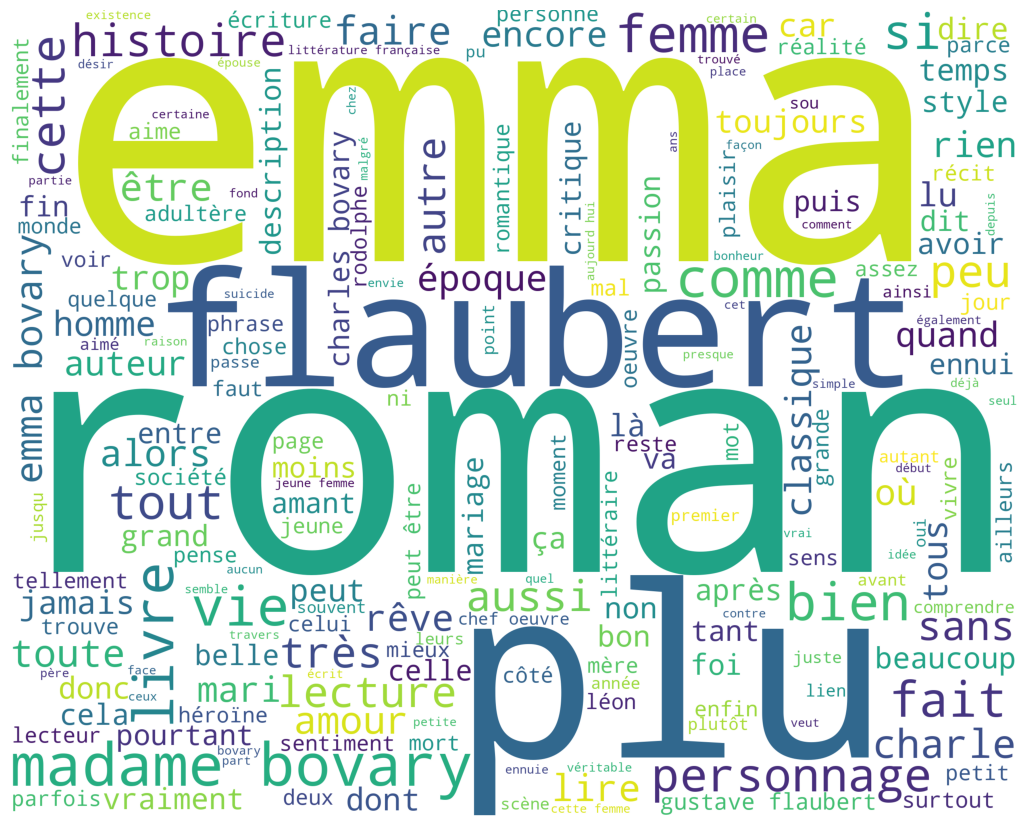 existence
histoire
écriture
faire
littérature française
personne
encore
pu
femme
certain
trouvé
place
car
réalité
si
dire
parce
désir
épouse
finalement
cette
emma
certaine
aime
être
adultère
fond
description
chez
malgré
charles bovary
rodolphe
autre
romantique
critique
aujourd hui
passion
ans
plaisir
façon
toujours
sou
puis
comment
temps
style
rien
récit
lu
dit
depuis
avoir
partie
fin
monde
voir
trop
envie
époque
mal
comme
bonheur
assez
ainsi
peu
jour
emma bovary
quelque
homme
aimé
raison
auteur
suicide
phrase
chose
passe
faut
flaubert
point
oeuvre
cet
presque
classique
quand
également
ennui
simple
déjà
seul
ni
roman
entre
alors
société
jusqu
tout
grand
pense
page
moins
jeune femme
amant
jeune
peut être
mariage
moment
ça
littéraire
là
reste
va
mot
premier
vrai
sens
grande
où
autant
début
idée
oui
tous
vivre
ailleurs
aucun
tellement
jamais
trouve
toute
livre
semble
vie
travers
peut
souvent
celui
rêve
manière
quel
aussi
chef oeuvre
leurs
mieux
non
bon
après
contre
tant
bien
avant
comprendre
sans
père
face
ceux
donc
cela
belle
très
mari
lecture
écrit
celle
plu
côté
mère
année
léon
foi
enfin
plutôt
juste
lien
veut
beaucoup
fait
lecteur
pourtant
héroïne
amour
bovary
part
sentiment
mort
petite
charle
madame bovary
ennuie
véritable
personnage
petit
parfois
vraiment
deux
dont
scène
lire
cette femme
gustave flaubert
surtout